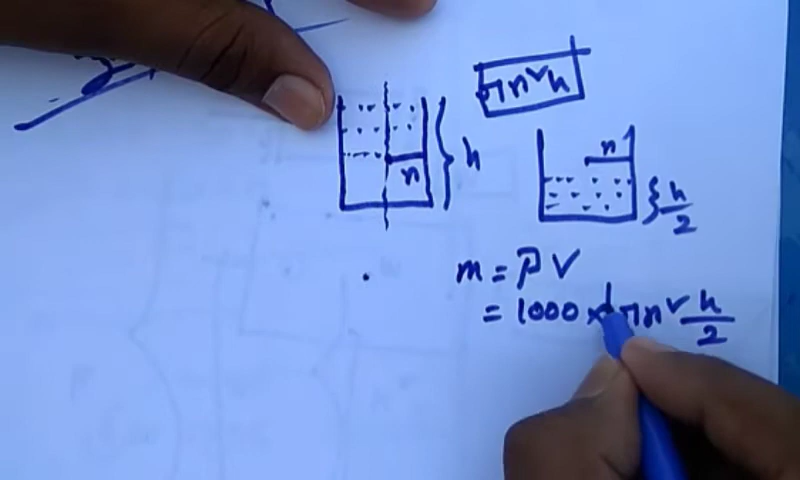 πr²h
r
h
r
h/2
m = ρV
= 1000 × πr² h/2